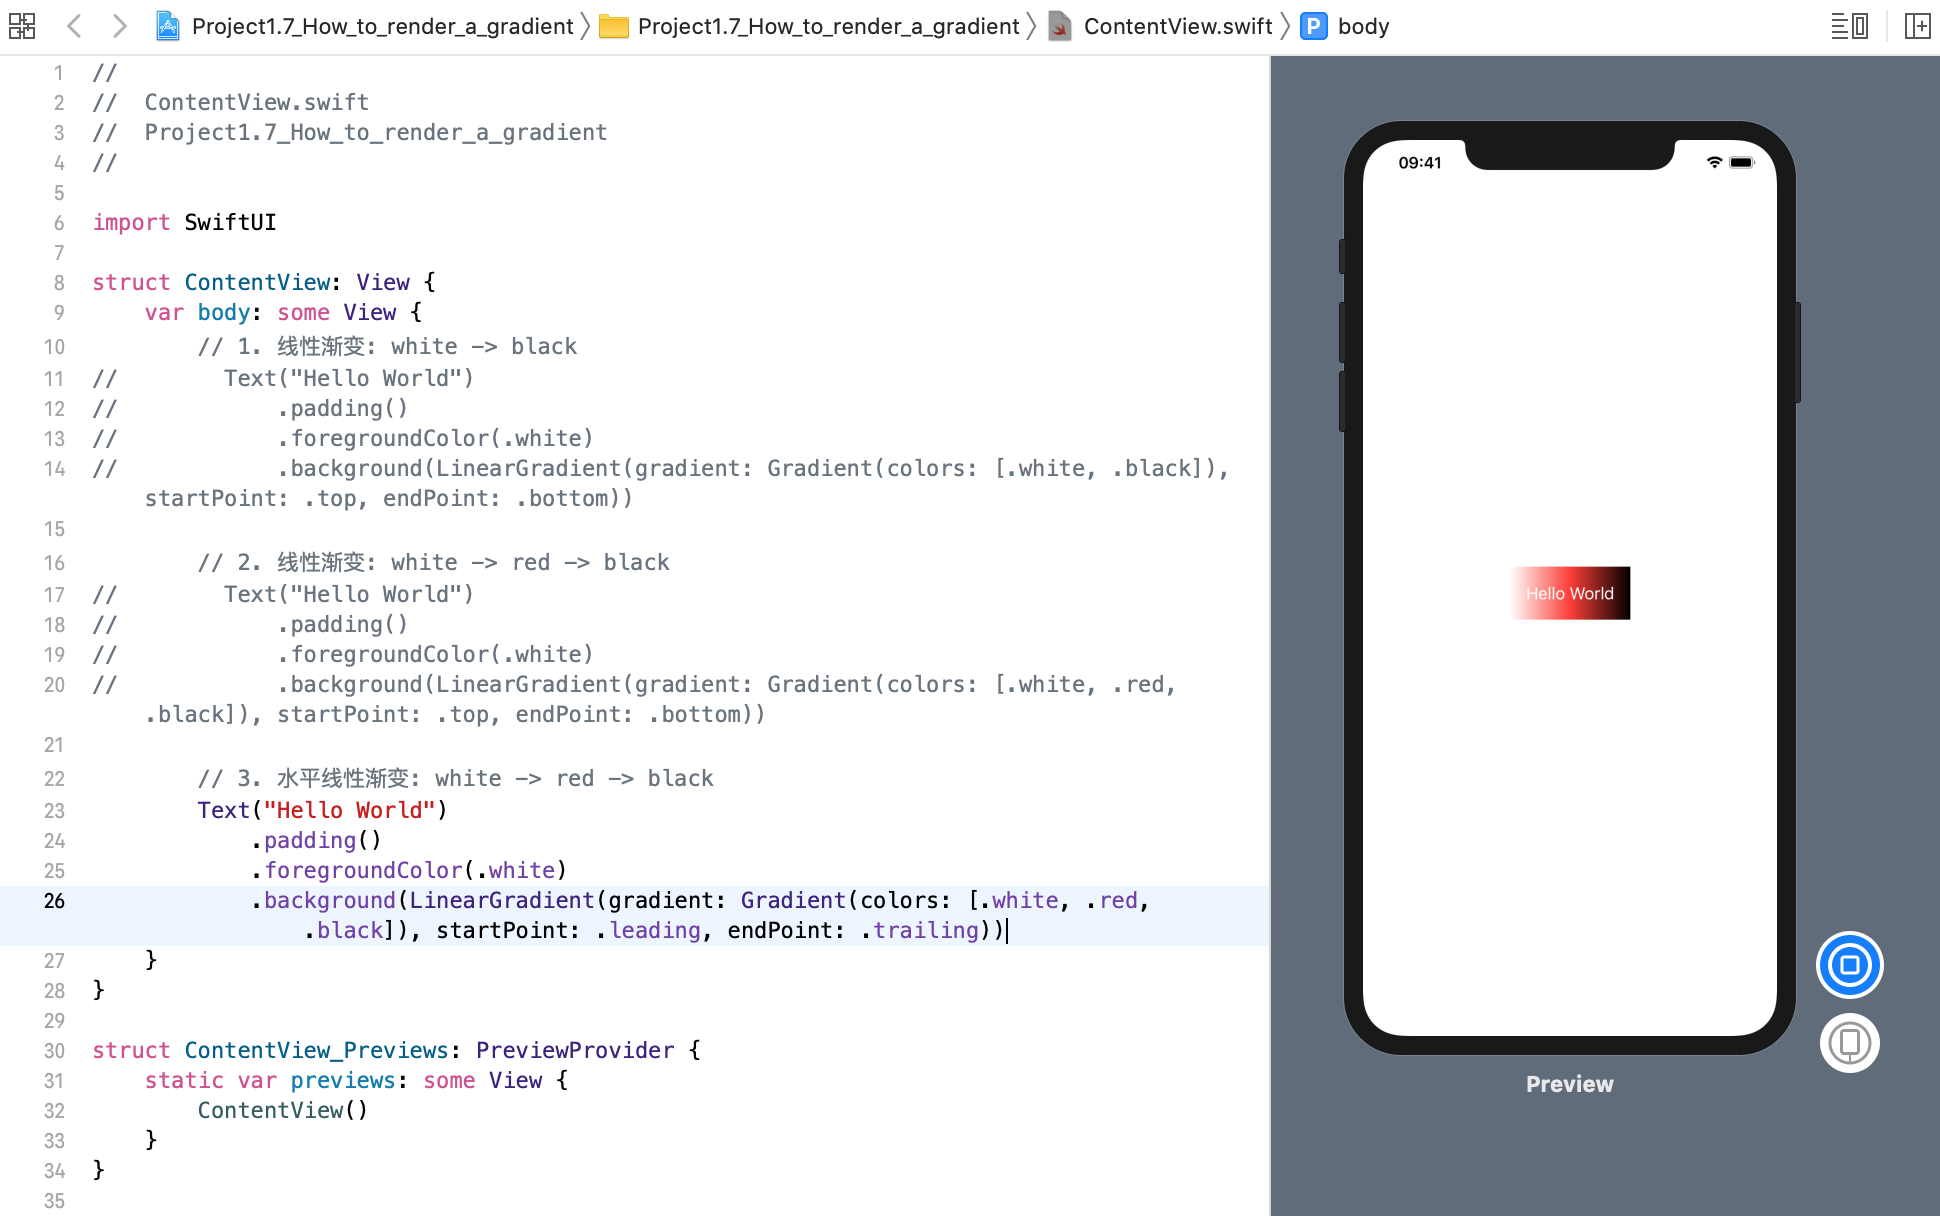 Project1.7_How_to_render_a_gradient Project1.7_How_to_render_a_gradient ContentView.swift P body
1 //
2 //  ContentView.swift
3 //  Project1.7_How_to_render_a_gradient
4 //
5
6 import SwiftUI
7
8 struct ContentView: View {
9     var body: some View {
10         // 1. 线性渐变: white -> black
11 //        Text("Hello World")
12 //            .padding()
13 //            .foregroundColor(.white)
14 //            .background(LinearGradient(gradient: Gradient(colors: [.white, .black]),
startPoint: .top, endPoint: .bottom))
15
16         // 2. 线性渐变: white -> red -> black
17 //        Text("Hello World")
18 //            .padding()
19 //            .foregroundColor(.white)
20 //            .background(LinearGradient(gradient: Gradient(colors: [.white, .red,
.black]), startPoint: .top, endPoint: .bottom))
21
22         // 3. 水平线性渐变: white -> red -> black
23         Text("Hello World")
24             .padding()
25             .foregroundColor(.white)
26             .background(LinearGradient(gradient: Gradient(colors: [.white, .red,
.black]), startPoint: .leading, endPoint: .trailing))
27     }
28 }
29
30 struct ContentView_Previews: PreviewProvider {
31     static var previews: some View {
32         ContentView()
33     }
34 }
35
09:41
Hello World
Preview